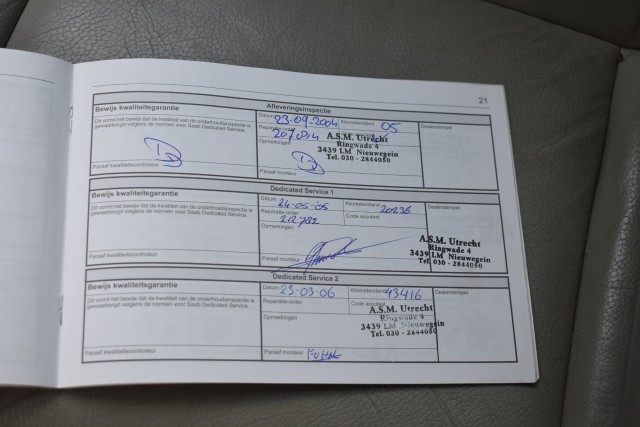 21
Afleveringsinspectie
Bewijs kwaliteitsgarantie
Datum 23-09-2004 Kilometerstand 05 Dealerstempel
Dit vormt het bewijs dat de kwaliteit van de onderhoudsinspectie is
gewaarborgd volgens de normen voor Saab Dedicated Service.
Opmerkingen
A.S.M. Utrecht
Ringwade 4
3439 LM Nieuwegein
Tel. 030 - 2844050
Paraaf kwaliteitscontroleur Paraaf monteur
Dedicated Service 1
Bewijs kwaliteitsgarantie
Datum 24-05-'05 Kilometerstand 20236 Dealerstempel
Dit vormt het bewijs dat de kwaliteit van de onderhoudsinspectie is
gewaarborgd volgens de normen voor Saab Dedicated Service.
Reparatie-order 212782 Code accutest
Opmerkingen
A.S.M. Utrecht
Ringwade 4
3439 LM Nieuwegein
Tel. 030 - 2844050
Paraaf kwaliteitscontroleur Paraaf monteur
Dedicated Service 2
Bewijs kwaliteitsgarantie
Datum 23-03-06 Kilometerstand 43416 Dealerstempel
Dit vormt het bewijs dat de kwaliteit van de onderhoudsinspectie is
gewaarborgd volgens de normen voor Saab Dedicated Service.
Reparatie-order Code accutest
Opmerkingen
A.S.M. Utrecht
Ringwade 4
3439 LM Nieuwegein
Tel. 030 - 2844050
Paraaf kwaliteitscontroleur Paraaf monteur